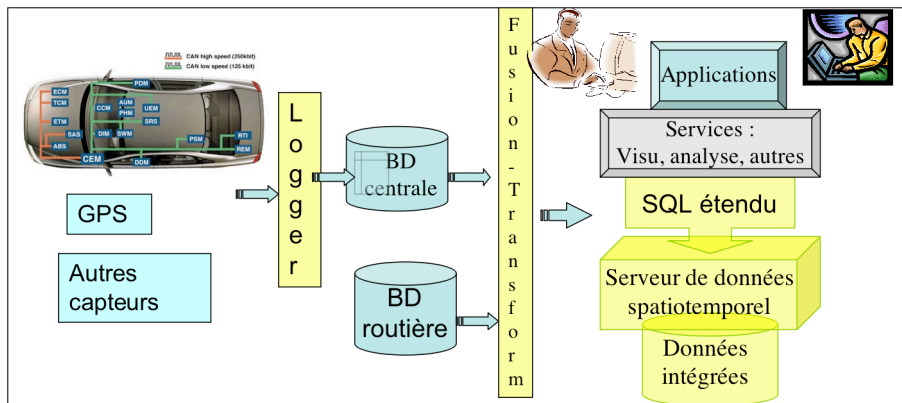 CAN high speed (250kbit)
CAN low speed (125 kbit)
ECM
TCM
ETM
SAS
ABS
CEM
PDM
AUM
CCM
PHM
UEM
SRS
DIM
SWM
PSM
RTI
REM
DDM
GPS
Autres
capteurs
Logger
BD
centrale
BD
routière
Fusion-Transform
Applications
Services :
Visu, analyse, autres
SQL étendu
Serveur de données
spatiotemporel
Données
intégrées